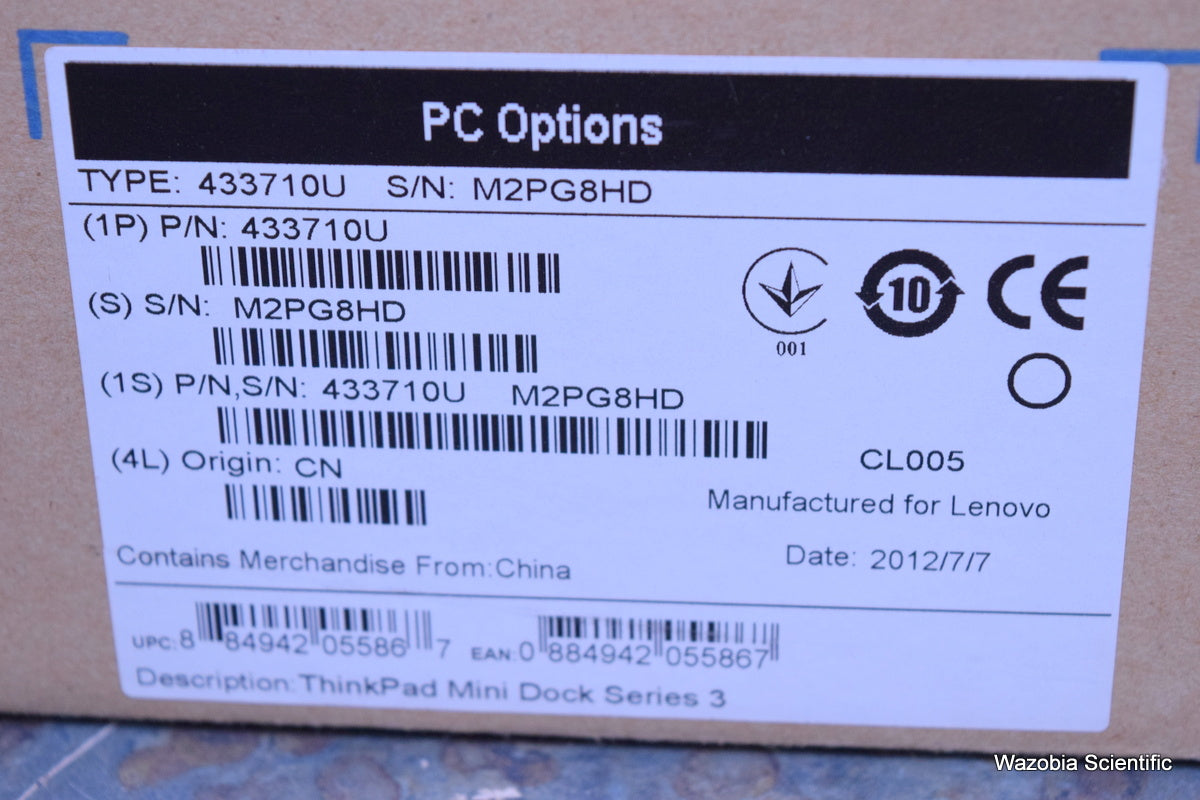 PC Options
TYPE: 433710U S/N: M2PG8HD
(1P) P/N: 433710U
(S) S/N: M2PG8HD
(1S) P/N,S/N: 433710U M2PG8HD
(4L) Origin: CN
Contains Merchandise From:China
001
10
CE
CL005
Manufactured for Lenovo
Date: 2012/7/7
UPC:8 84942 05586 7 EAN:0 884942 055867
Description:ThinkPad Mini Dock Series 3
Wazobia Scientific